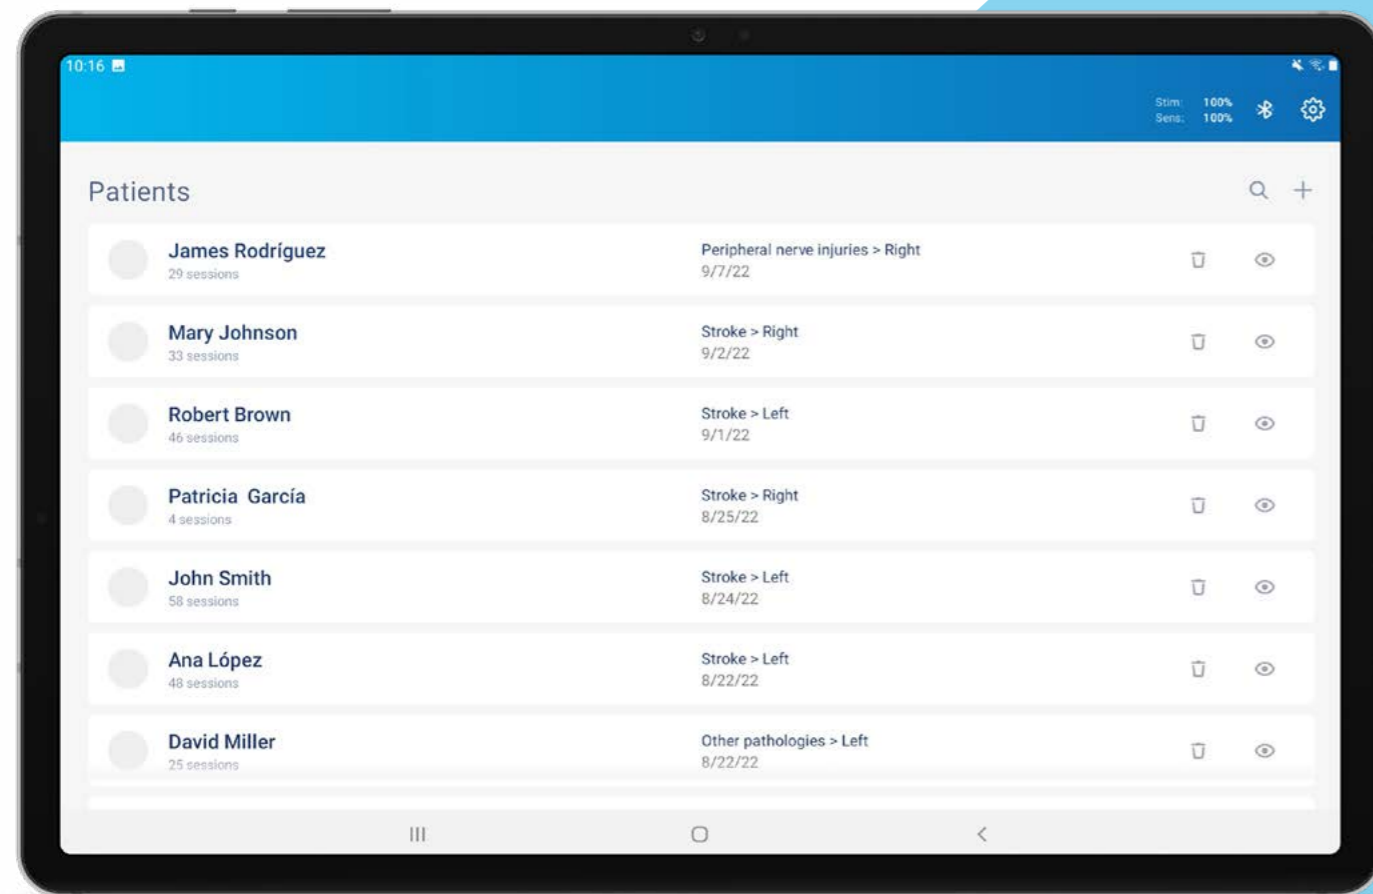 10:16
Stim: 100%
Sens: 100%
Patients
James Rodríguez
29 sessions
Peripheral nerve injuries > Right
9/7/22
Mary Johnson
33 sessions
Stroke > Right
9/2/22
Robert Brown
46 sessions
Stroke > Left
9/1/22
Patricia  García
4 sessions
Stroke > Right
8/25/22
John Smith
58 sessions
Stroke > Left
8/24/22
Ana López
48 sessions
Stroke > Left
8/22/22
David Miller
25 sessions
Other pathologies > Left
8/22/22